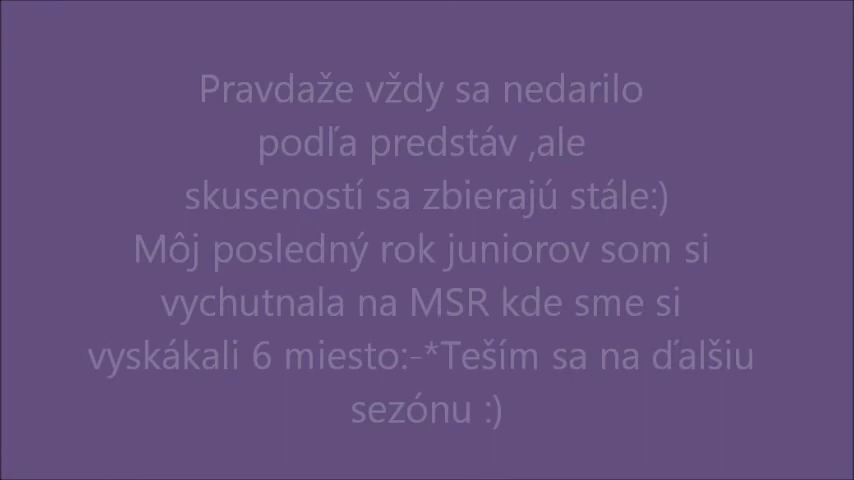 Pravdaže vždy sa nedarilo
podľa predstáv ,ale
skuseností sa zbierajú stále:)
Môj posledný rok juniorov som si
vychutnala na MSR kde sme si
vyskákali 6 miesto:-*Teším sa na ďalšiu
sezónu :)